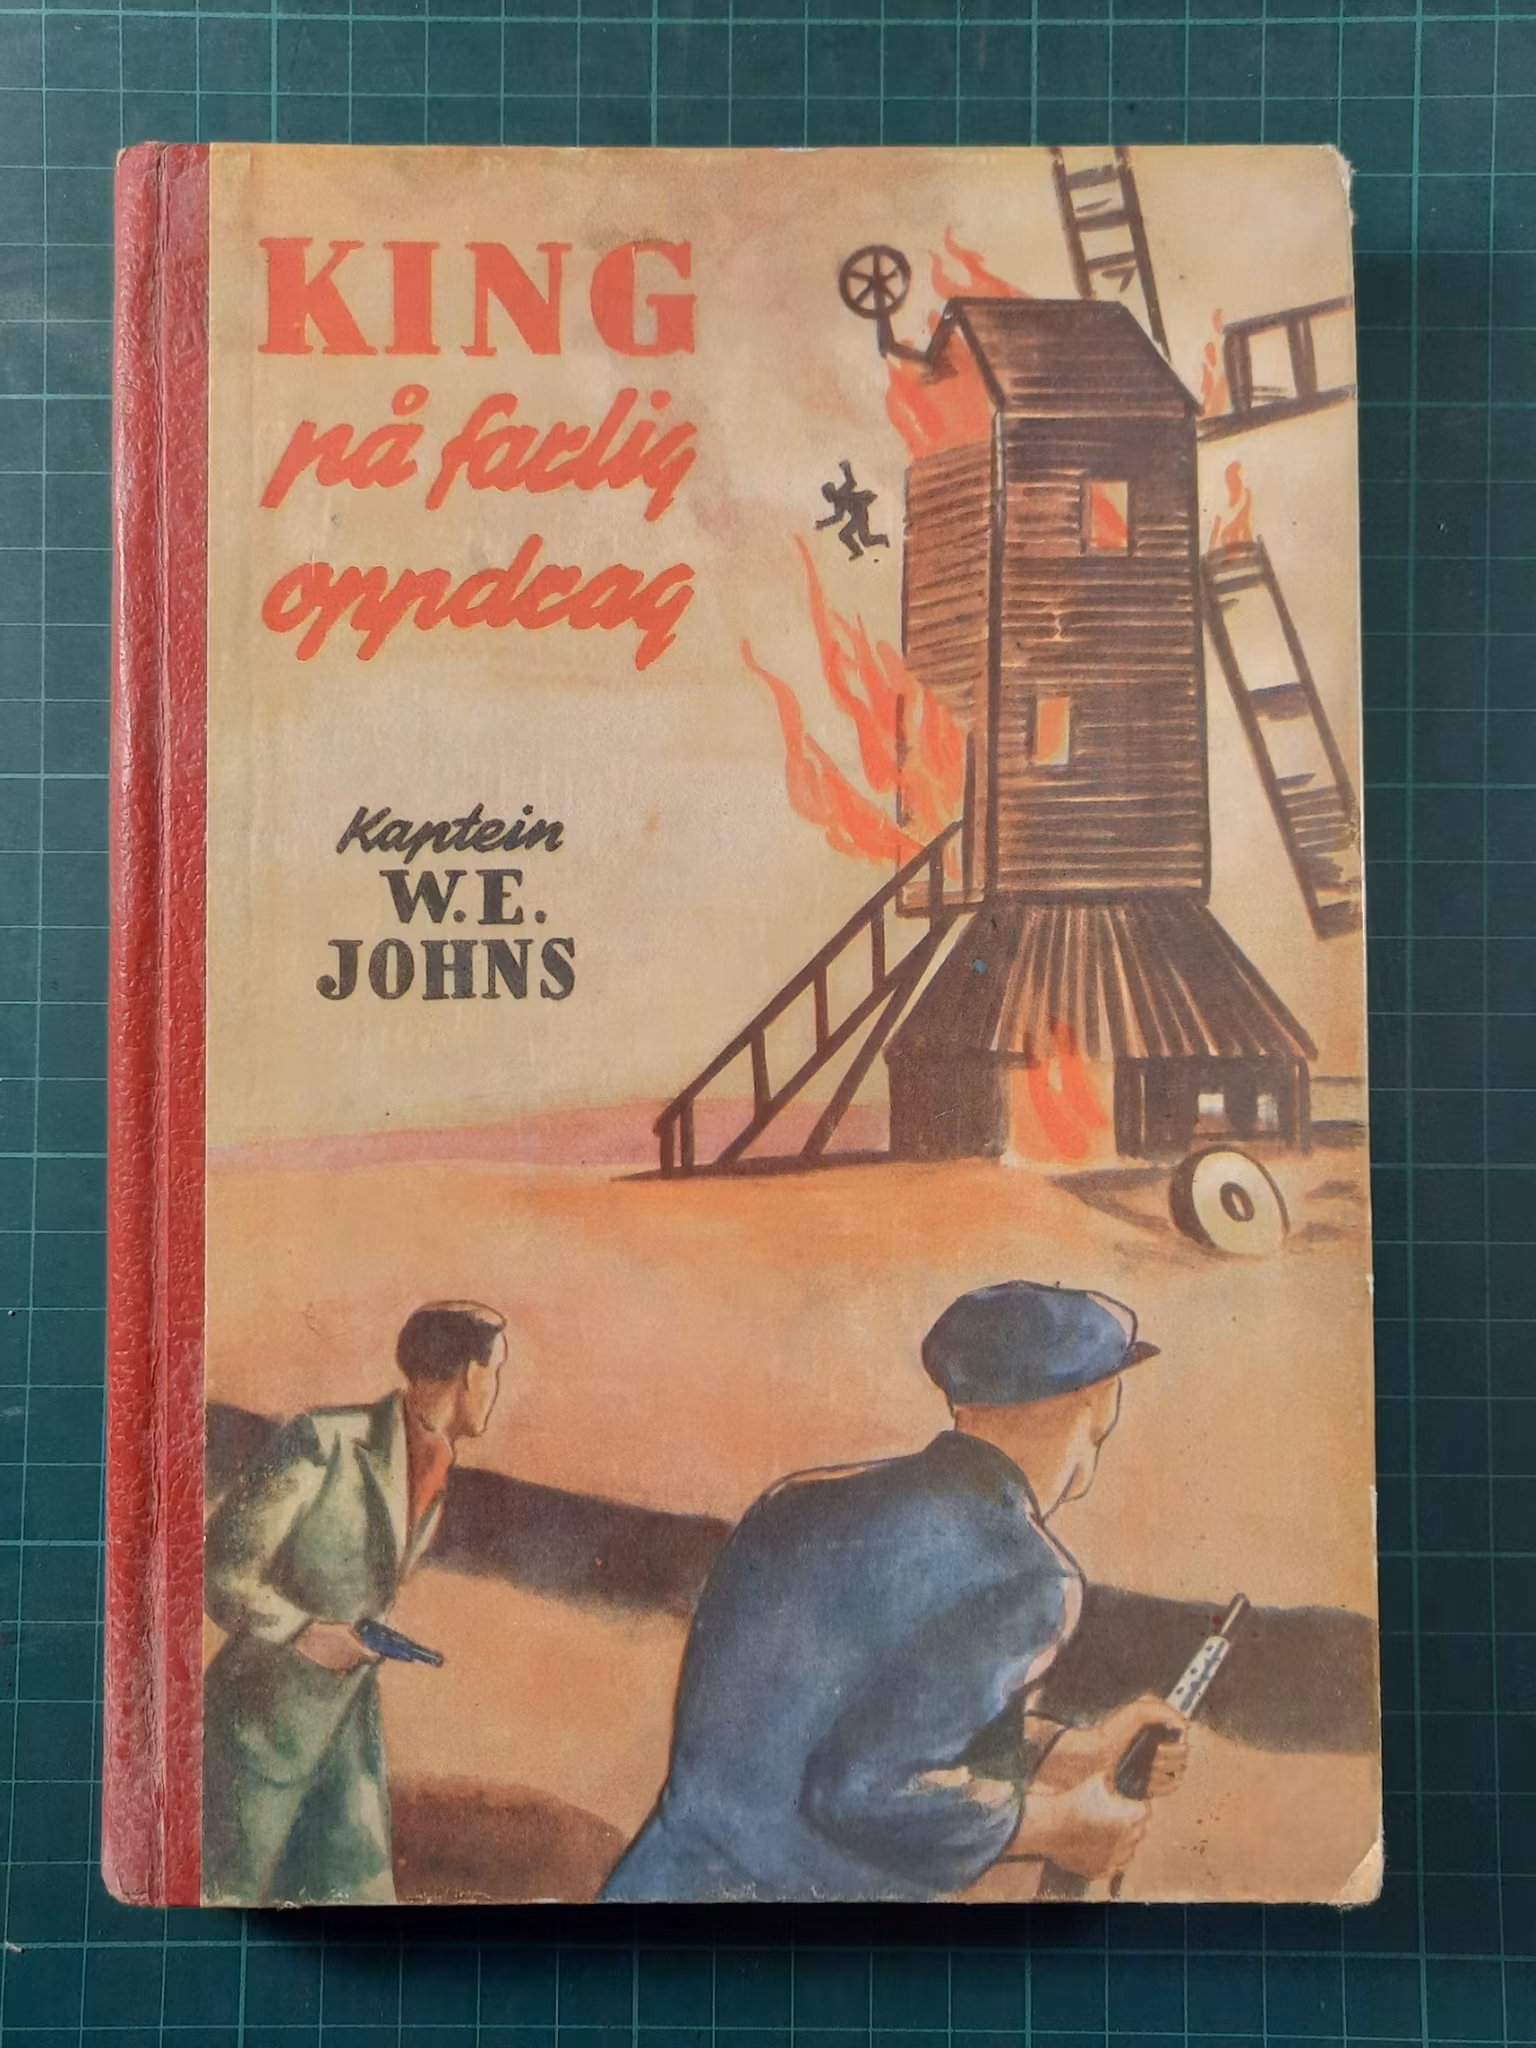 KING
på farlig
oppdrag
Kaptein
W.E.
JOHNS